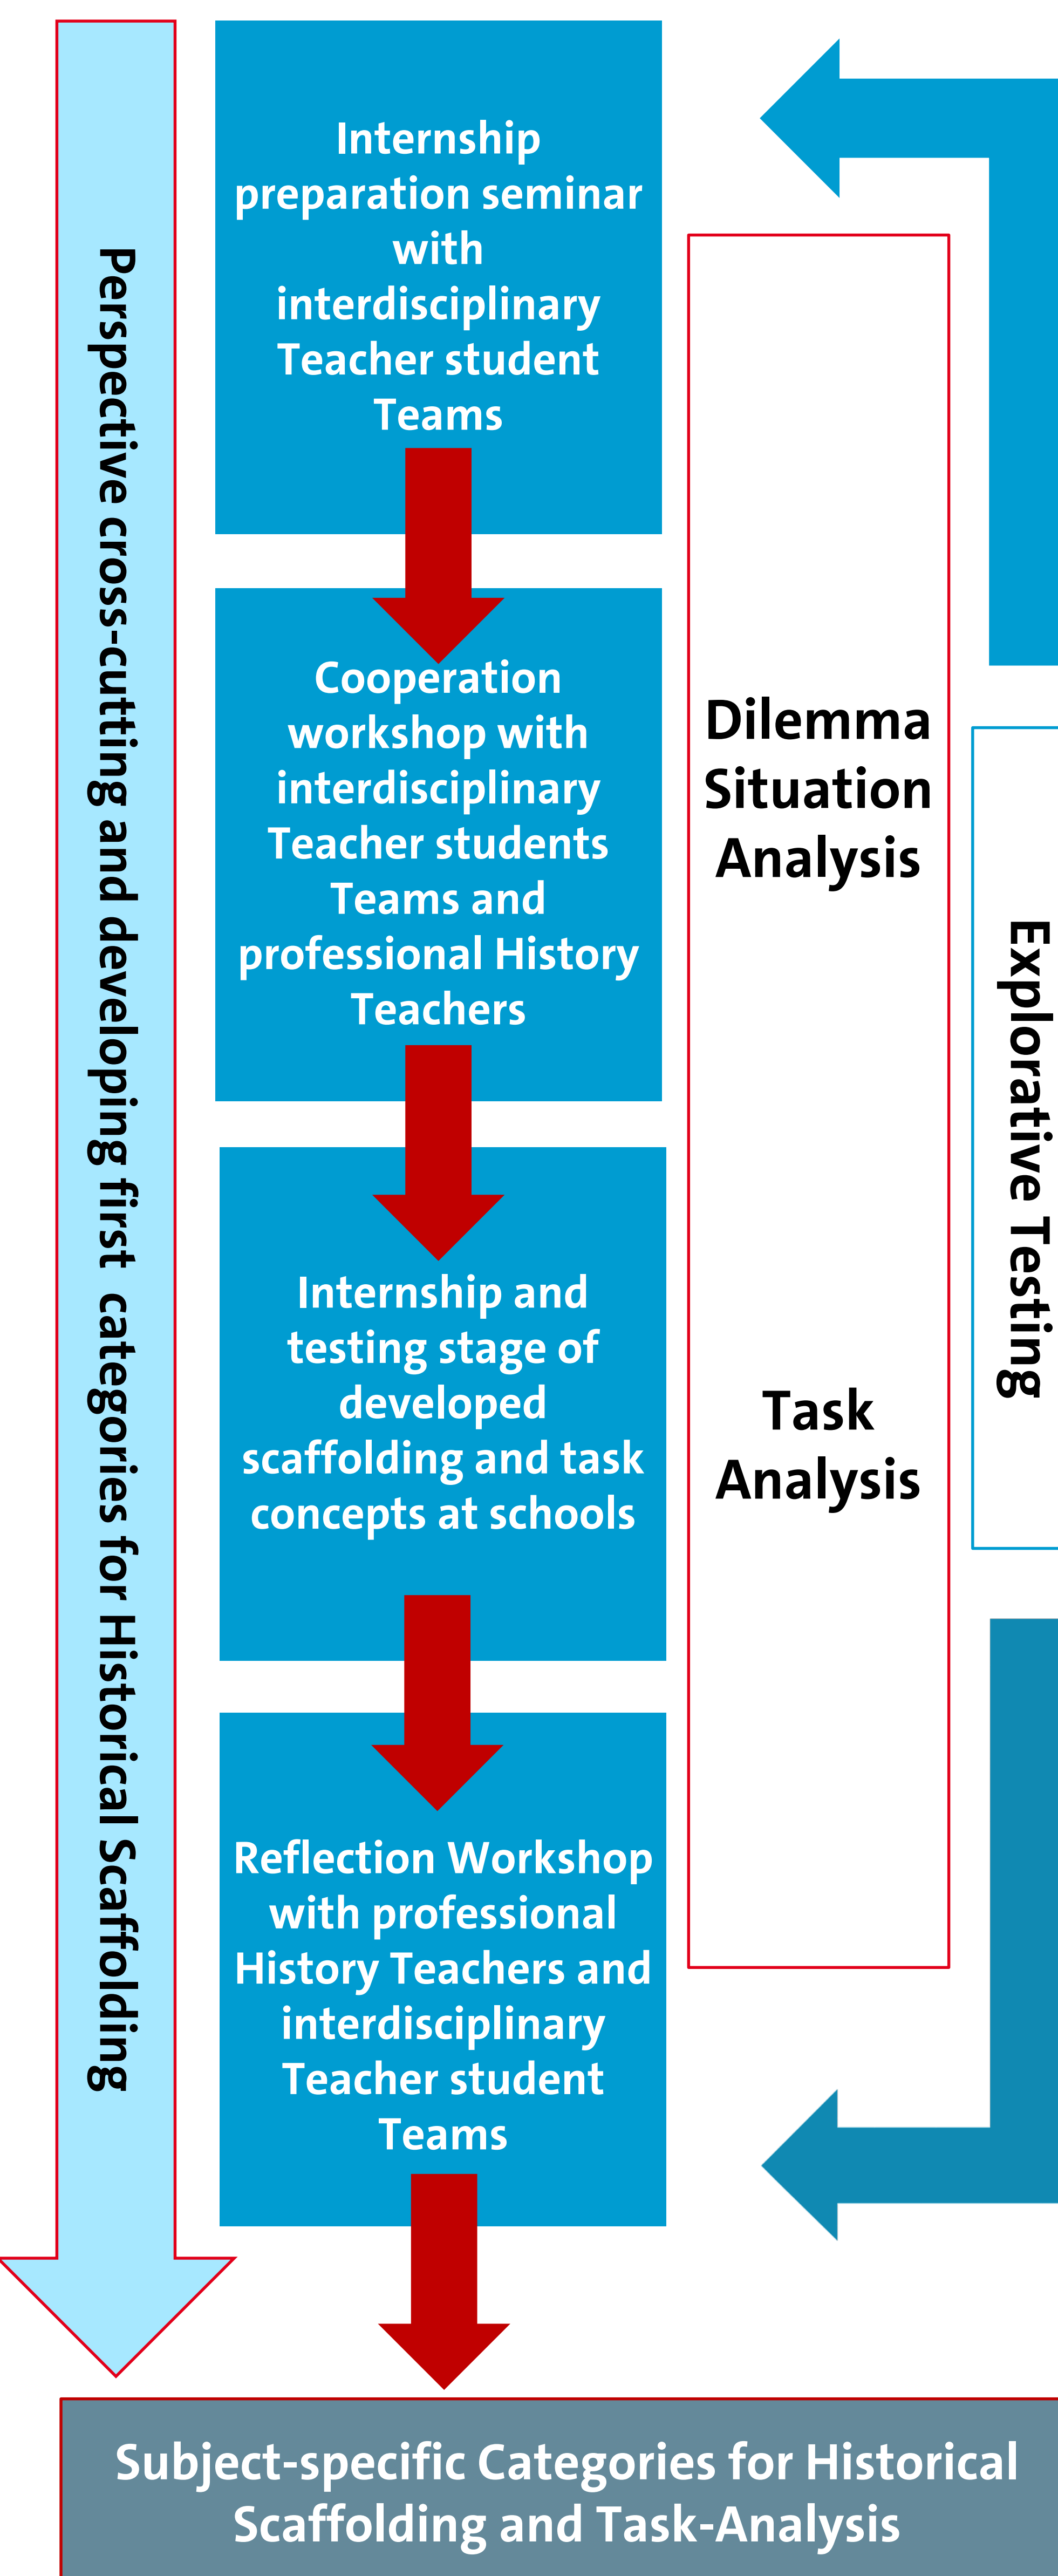 Perspective cross-cutting and developing first categories for Historical Scaffolding
Internship
preparation seminar
with
interdisciplinary
Teacher student
Teams
Cooperation
workshop with
interdisciplinary
Teacher students
Teams and
professional History
Teachers
Internship and
testing stage of
developed
scaffolding and task
concepts at schools
Reflection Workshop
with professional
History Teachers and
interdisciplinary
Teacher student
Teams
Dilemma
Situation
Analysis
Task
Analysis
Explorative Testing
Subject-specific Categories for Historical
Scaffolding and Task-Analysis